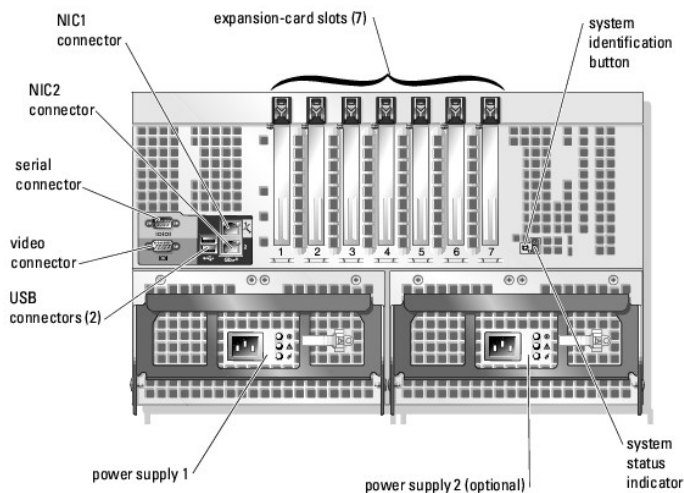 NIC1
connector
expansion-card slots (7)
system
identification
button
NIC2
connector
serial
connector
video
connector
USB
connectors (2)
1
2
3
4
5
6
7
power supply 1
power supply 2 (optional)
system
status
indicator